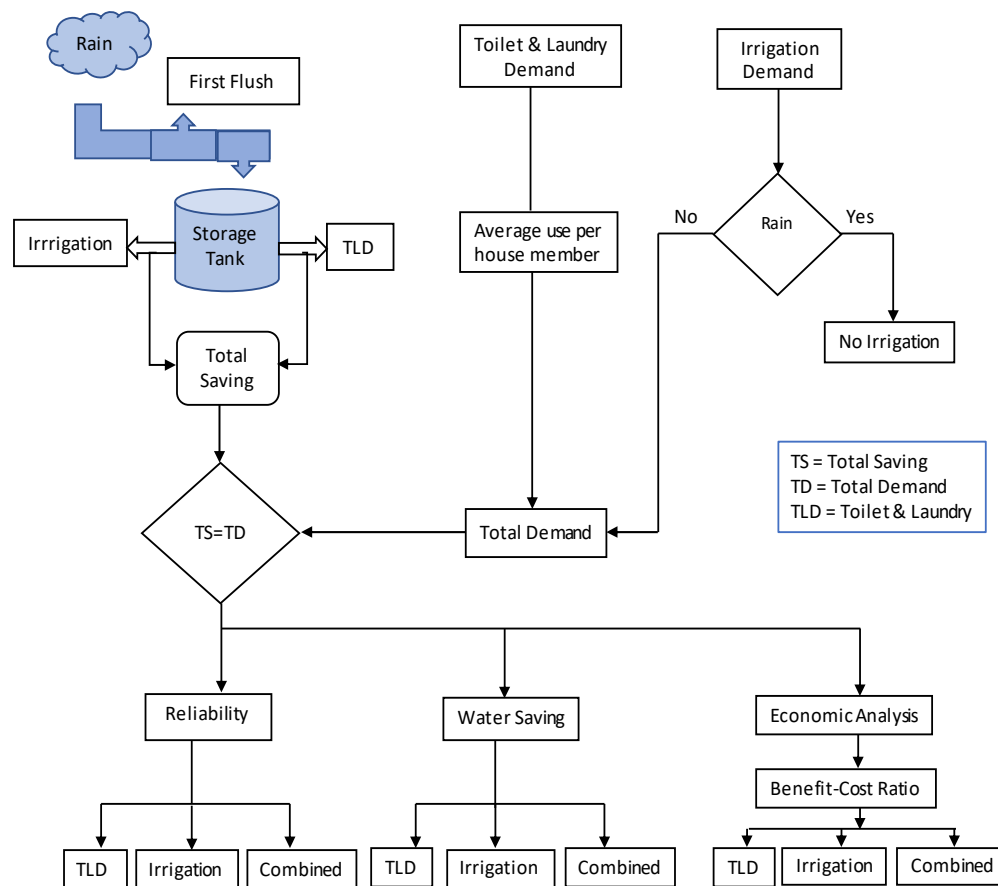 Rain
First Flush
Toilet & Laundry
Demand
Irrigation
Demand
Irrrigation
Storage
Tank
TLD
Average use per
house member
No
Rain
Yes
No Irrigation
Total
Saving
TS = Total Saving
TD = Total Demand
TLD = Toilet & Laundry
TS=TD
Total Demand
Reliability
Water Saving
Economic Analysis
Benefit-Cost Ratio
TLD
Irrigation
Combined
TLD
Irrigation
Combined
TLD
Irrigation
Combined